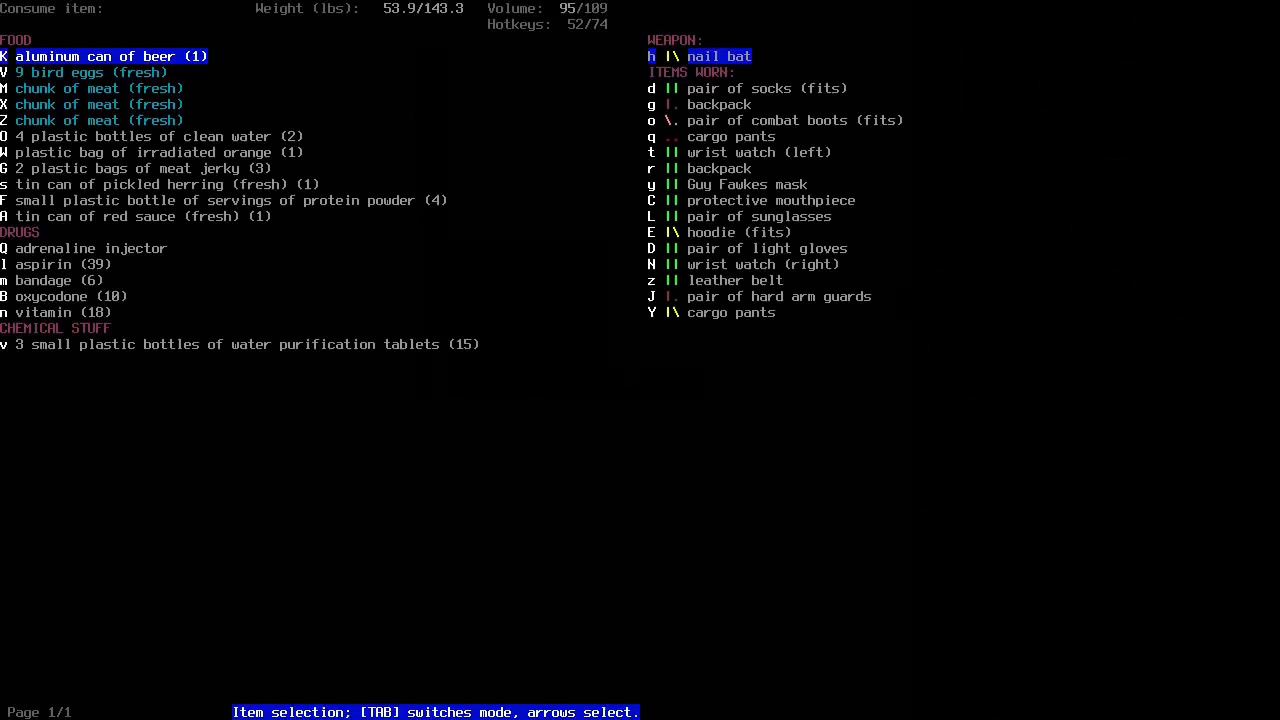 Consume item: Weight (lbs): 53.9/143.3 Volume: 95/109
Hotkeys: 52/74
FOOD
K aluminum can of beer (1)
V 9 bird eggs (fresh)
M chunk of meat (fresh)
X chunk of meat (fresh)
Z chunk of meat (fresh)
O 4 plastic bottles of clean water (2)
W plastic bag of irradiated orange (1)
G 2 plastic bags of meat jerky (3)
s tin can of pickled herring (fresh) (1)
F small plastic bottle of servings of protein powder (4)
A tin can of red sauce (fresh) (1)
DRUGS
Q adrenaline injector
l aspirin (39)
m bandage (6)
B oxycodone (10)
n vitamin (18)
CHEMICAL STUFF
v 3 small plastic bottles of water purification tablets (15)
WEAPON:
h |\ nail bat
ITEMS WORN:
d || pair of socks (fits)
g |. backpack
o \. pair of combat boots (fits)
q .. cargo pants
t || wrist watch (left)
r || backpack
y || Guy Fawkes mask
C || protective mouthpiece
L || pair of sunglasses
E |\ hoodie (fits)
D || pair of light gloves
N || wrist watch (right)
z || leather belt
J |. pair of hard arm guards
Y |\ cargo pants
Page 1/1 Item selection; [TAB] switches mode, arrows select.